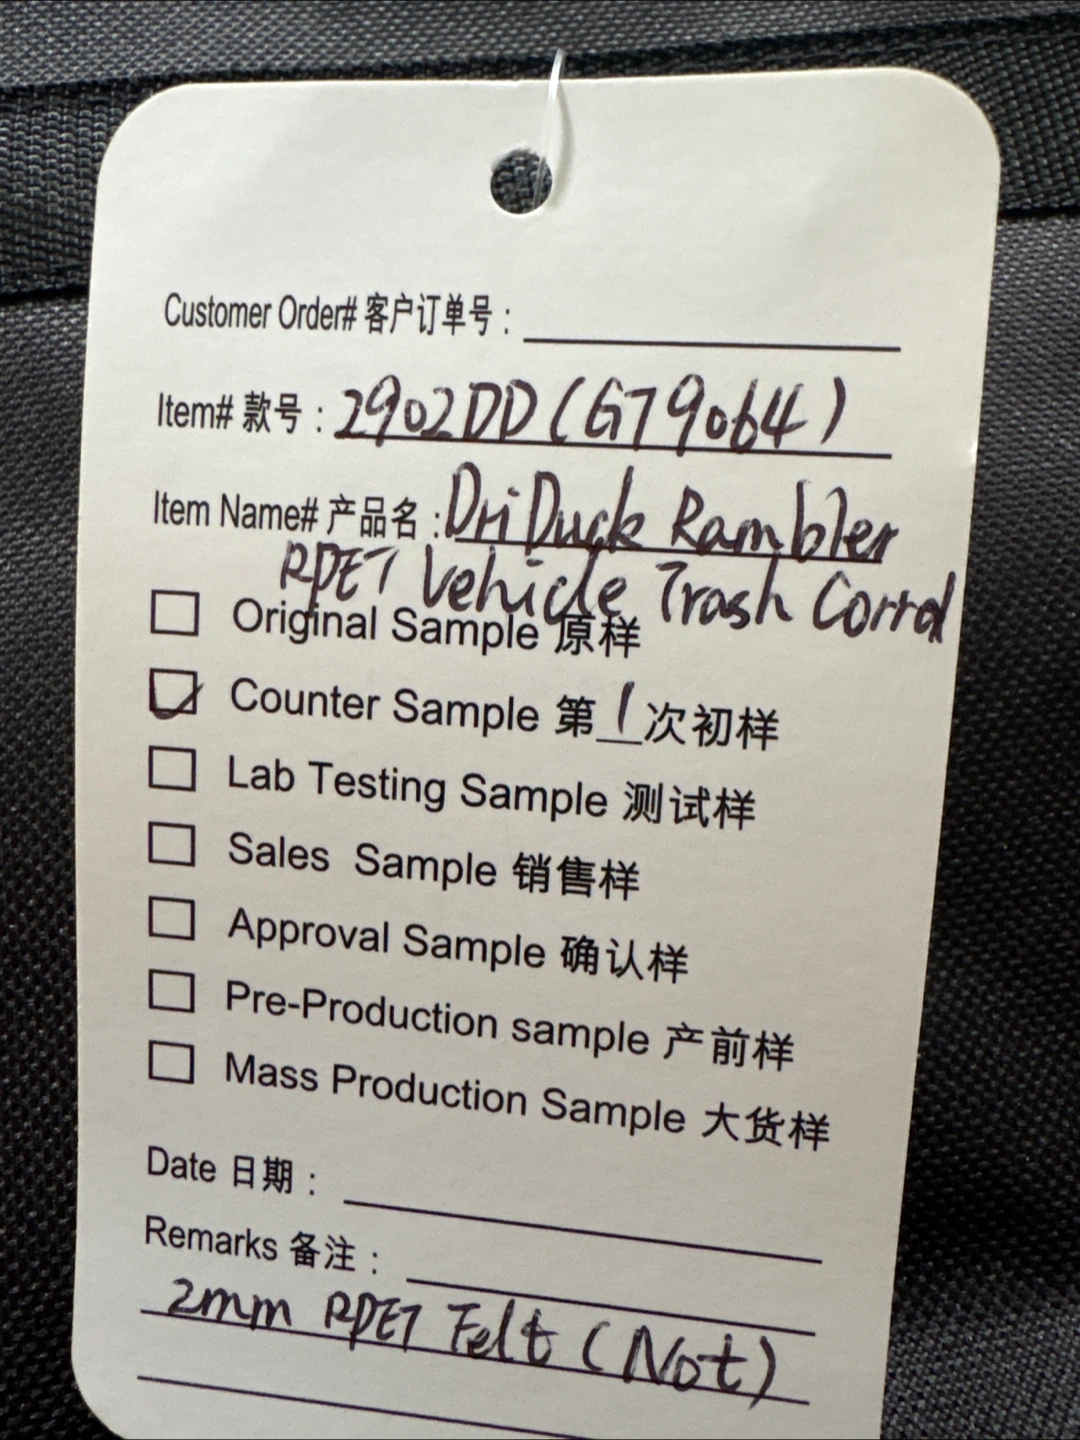 Customer Order# 客户订单号：
Item# 款号：2902DD (G79064)
Item Name# 产品名：Dri Duck Rambler
RPET Vehicle Trash Corral
Original Sample 原样
Counter Sample 第1次初样
Lab Testing Sample 测试样
Sales Sample 销售样
Approval Sample 确认样
Pre-Production sample 产前样
Mass Production Sample 大货样
Date 日期：
Remarks 备注：
2mm RPET Felt (Not)